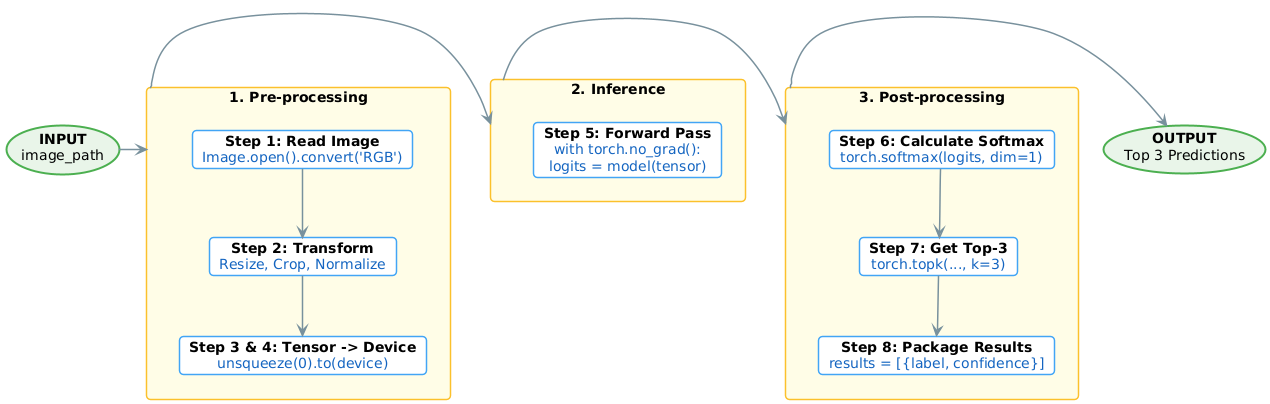 INPUT
image_path
1. Pre-processing
Step 1: Read Image
Image.open().convert('RGB')
Step 2: Transform
Resize, Crop, Normalize
Step 3 & 4: Tensor -> Device
unsqueeze(0).to(device)
2. Inference
Step 5: Forward Pass
with torch.no_grad():
logits = model(tensor)
3. Post-processing
Step 6: Calculate Softmax
torch.softmax(logits, dim=1)
Step 7: Get Top-3
torch.topk(..., k=3)
Step 8: Package Results
results = [{label, confidence}]
OUTPUT
Top 3 Predictions